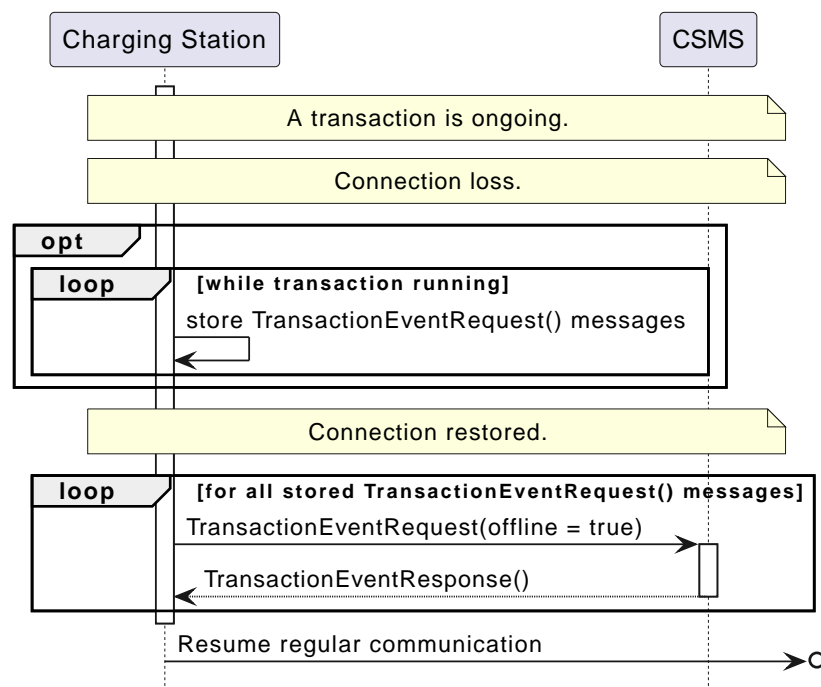 Charging Station
CSMS
A transaction is ongoing.
Connection loss.
opt
loop [while transaction running]
store TransactionEventRequest() messages
Connection restored.
loop [for all stored TransactionEventRequest() messages]
TransactionEventRequest(offline = true)
TransactionEventResponse()
Resume regular communication